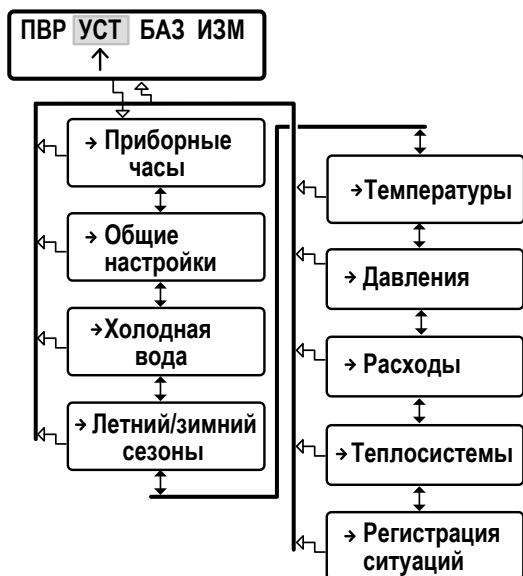 ПВР УСТ БАЗ ИЗМ
→ Приборные
часы
→ Общие
настройки
→Холодная
вода
→ Летний/зимний
сезоны
→Температуры
→ Давления
→ Расходы
→Теплосистемы
→ Регистрация
ситуаций